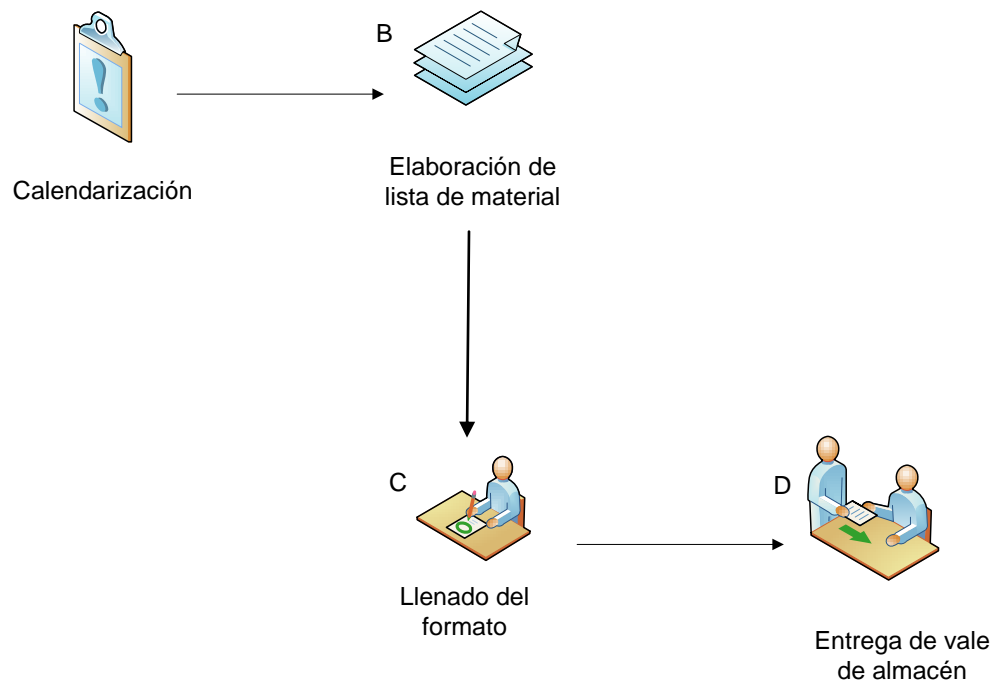 B
Calendarización
Elaboración de
lista de material
C
D
Llenado del
formato
Entrega de vale
de almacén